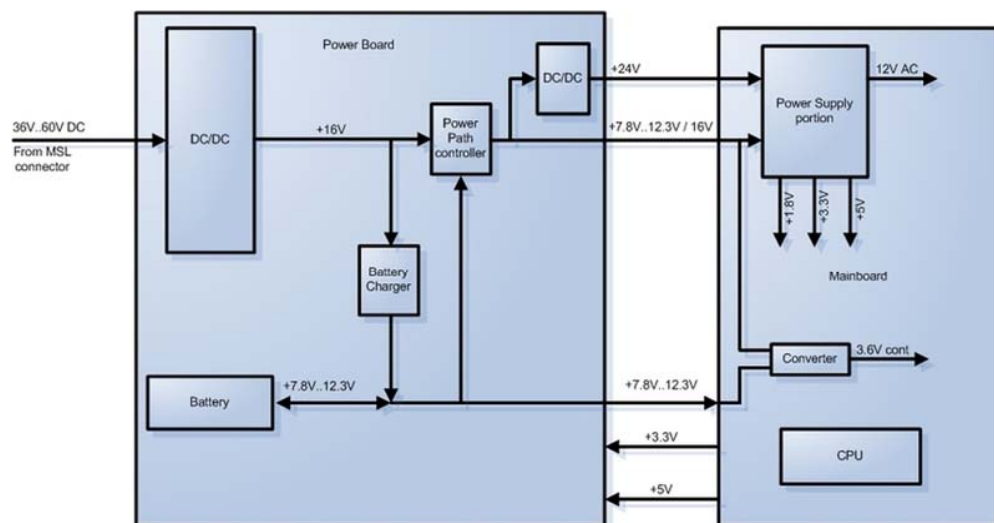 Power Board
DC/DC
+24V
12V AC
Power Supply
portion
36V..60V DC
From MSL
connector
DC/DC
+16V
Power
Path
controller
+7.8V..12.3V / 16V
+1.8V
+3.3V
+5V
Mainboard
Battery
Charger
Converter
3.6V cont
Battery
+7.8V..12.3V
+7.8V..12.3V
+3.3V
CPU
+5V